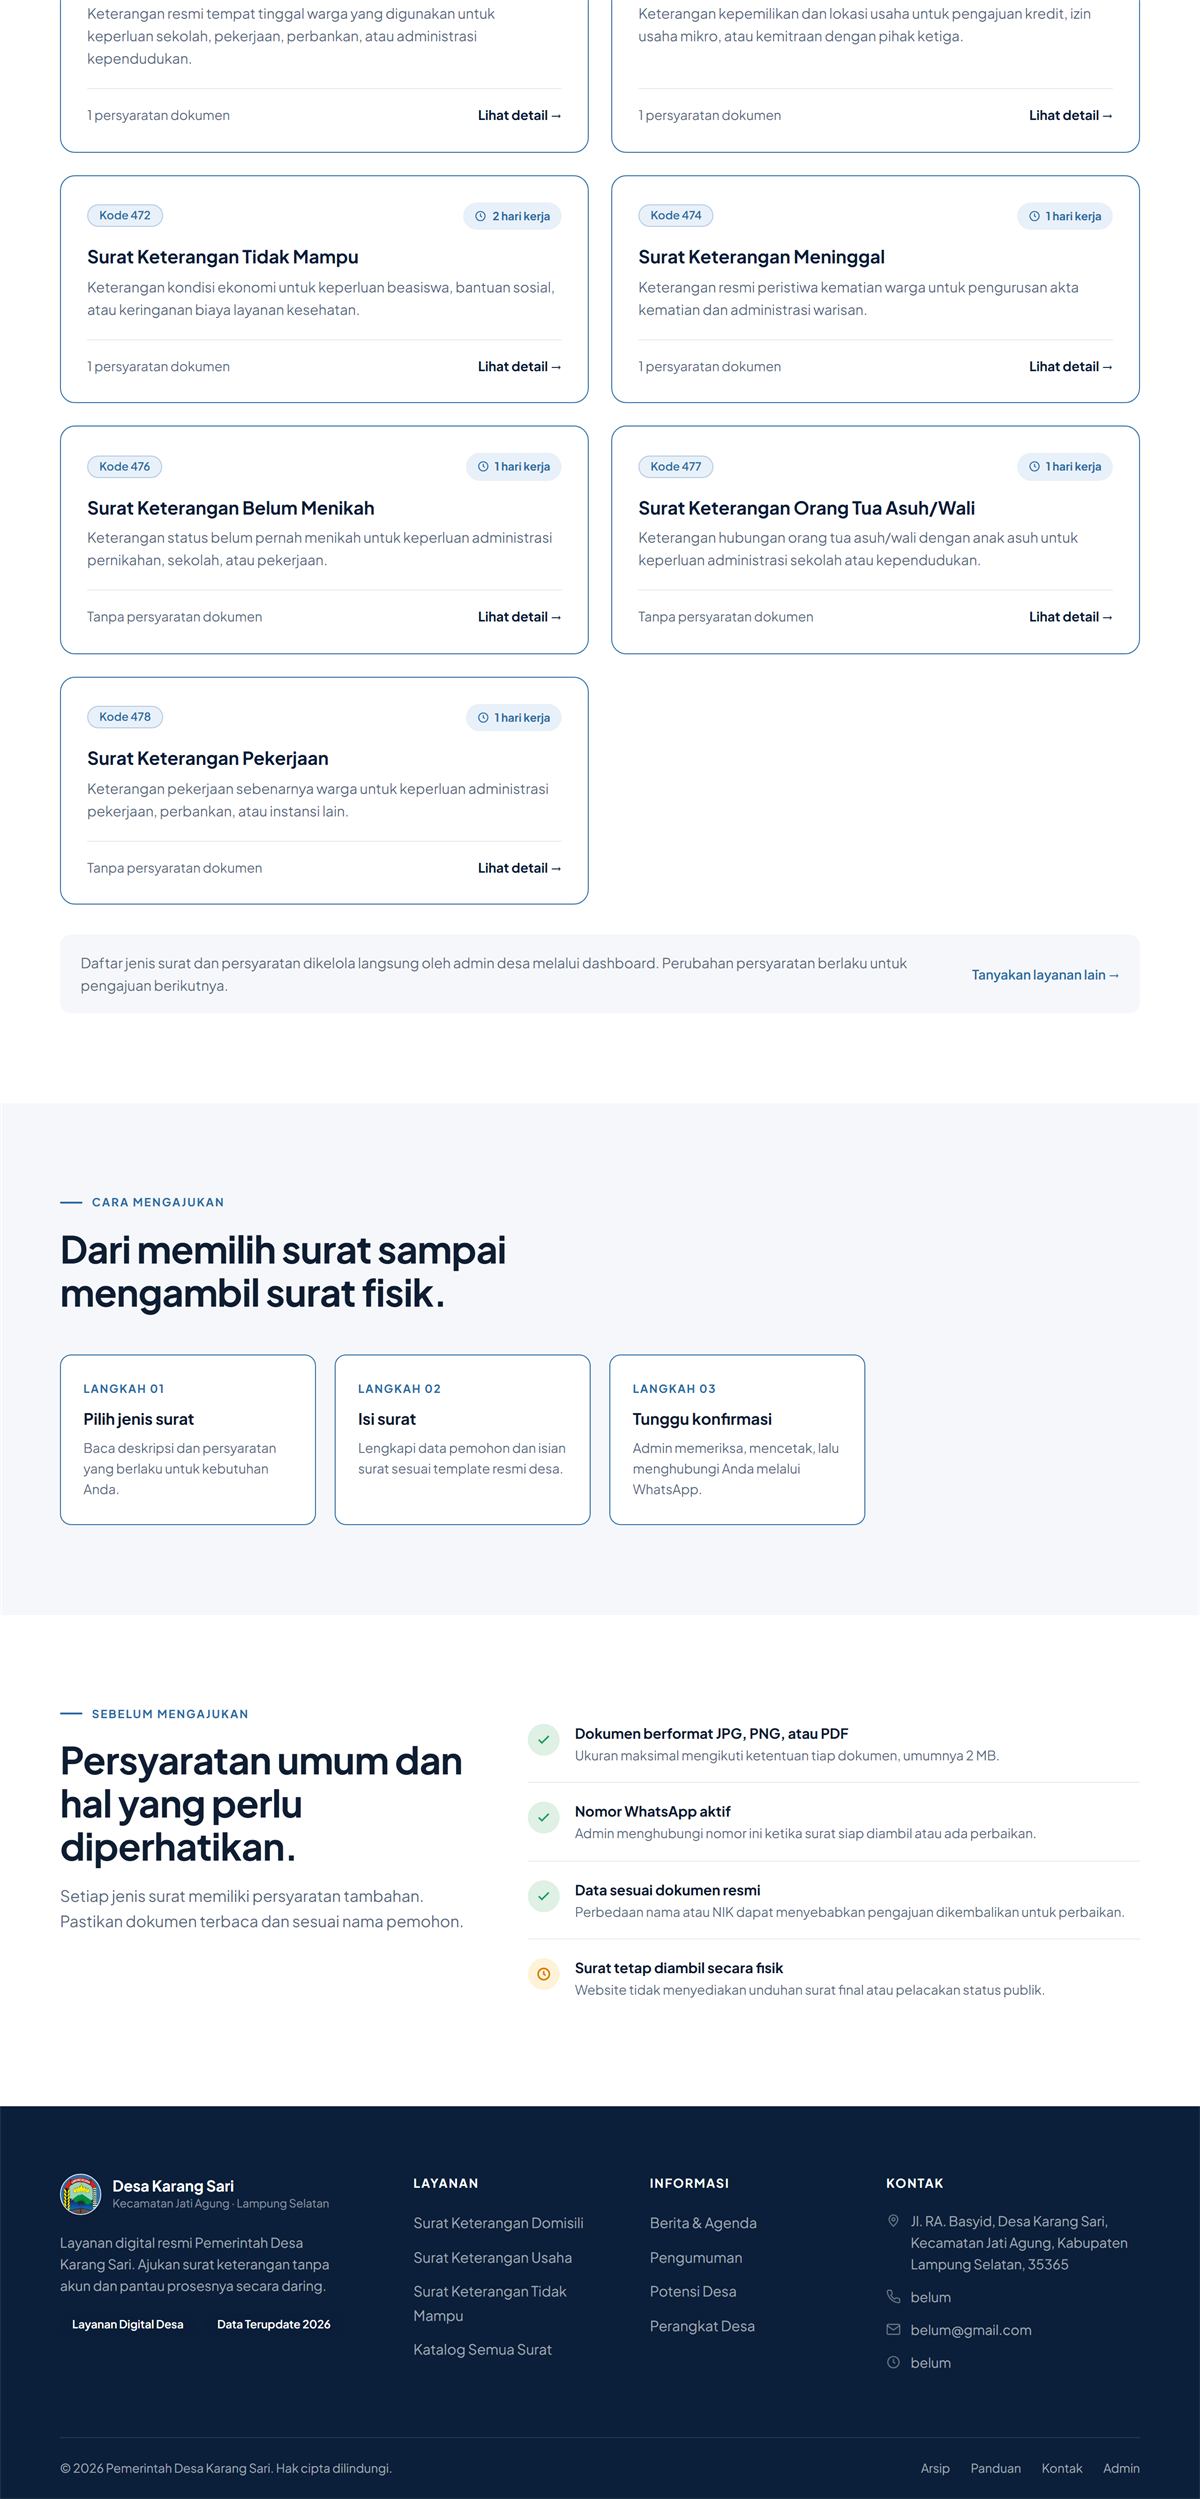 Keterangan resmi tempat tinggal warga yang digunakan untuk
keperluan sekolah, pekerjaan, perbankan, atau administrasi
kependudukan.
1 persyaratan dokumen
Lihat detail →
Keterangan kepemilikan dan lokasi usaha untuk pengajuan kredit, izin
usaha mikro, atau kemitraan dengan pihak ketiga.
1 persyaratan dokumen
Lihat detail →
Kode 472
2 hari kerja
Surat Keterangan Tidak Mampu
Keterangan kondisi ekonomi untuk keperluan beasiswa, bantuan sosial,
atau keringanan biaya layanan kesehatan.
1 persyaratan dokumen
Lihat detail →
Kode 474
1 hari kerja
Surat Keterangan Meninggal
Keterangan resmi peristiwa kematian warga untuk pengurusan akta
kematian dan administrasi warisan.
1 persyaratan dokumen
Lihat detail →
Kode 476
1 hari kerja
Surat Keterangan Belum Menikah
Keterangan status belum pernah menikah untuk keperluan administrasi
pernikahan, sekolah, atau pekerjaan.
Tanpa persyaratan dokumen
Lihat detail →
Kode 477
1 hari kerja
Surat Keterangan Orang Tua Asuh/Wali
Keterangan hubungan orang tua asuh/wali dengan anak asuh untuk
keperluan administrasi sekolah atau kependudukan.
Tanpa persyaratan dokumen
Lihat detail →
Kode 478
1 hari kerja
Surat Keterangan Pekerjaan
Keterangan pekerjaan sebenarnya warga untuk keperluan administrasi
pekerjaan, perbankan, atau instansi lain.
Tanpa persyaratan dokumen
Lihat detail →
Daftar jenis surat dan persyaratan dikelola langsung oleh admin desa melalui dashboard. Perubahan persyaratan berlaku untuk
pengajuan berikutnya.
Tanyakan layanan lain →
CARA MENGAJUKAN
Dari memilih surat sampai
mengambil surat fisik.
LANGKAH 01
Pilih jenis surat
Baca deskripsi dan persyaratan
yang berlaku untuk kebutuhan
Anda.
LANGKAH 02
Isi surat
Lengkapi data pemohon dan isian
surat sesuai template resmi desa.
LANGKAH 03
Tunggu konfirmasi
Admin memeriksa, mencetak, lalu
menghubungi Anda melalui
WhatsApp.
SEBELUM MENGAJUKAN
Persyaratan umum dan
hal yang perlu
diperhatikan.
Setiap jenis surat memiliki persyaratan tambahan.
Pastikan dokumen terbaca dan sesuai nama pemohon.
Dokumen berformat JPG, PNG, atau PDF
Ukuran maksimal mengikuti ketentuan tiap dokumen, umumnya 2 MB.
Nomor WhatsApp aktif
Admin menghubungi nomor ini ketika surat siap diambil atau ada perbaikan.
Data sesuai dokumen resmi
Perbedaan nama atau NIK dapat menyebabkan pengajuan dikembalikan untuk perbaikan.
Surat tetap diambil secara fisik
Website tidak menyediakan unduhan surat final atau pelacakan status publik.
Desa Karang Sari
Kecamatan Jati Agung · Lampung Selatan
Layanan digital resmi Pemerintah Desa
Karang Sari. Ajukan surat keterangan tanpa
akun dan pantau prosesnya secara daring.
Layanan Digital Desa
Data Terupdate 2026
LAYANAN
Surat Keterangan Domisili
Surat Keterangan Usaha
Surat Keterangan Tidak
Mampu
Katalog Semua Surat
INFORMASI
Berita & Agenda
Pengumuman
Potensi Desa
Perangkat Desa
KONTAK
Jl. RA. Basyid, Desa Karang Sari,
Kecamatan Jati Agung, Kabupaten
Lampung Selatan, 35365
belum
belum@gmail.com
belum
© 2026 Pemerintah Desa Karang Sari. Hak cipta dilindungi.
Arsip
Panduan
Kontak
Admin